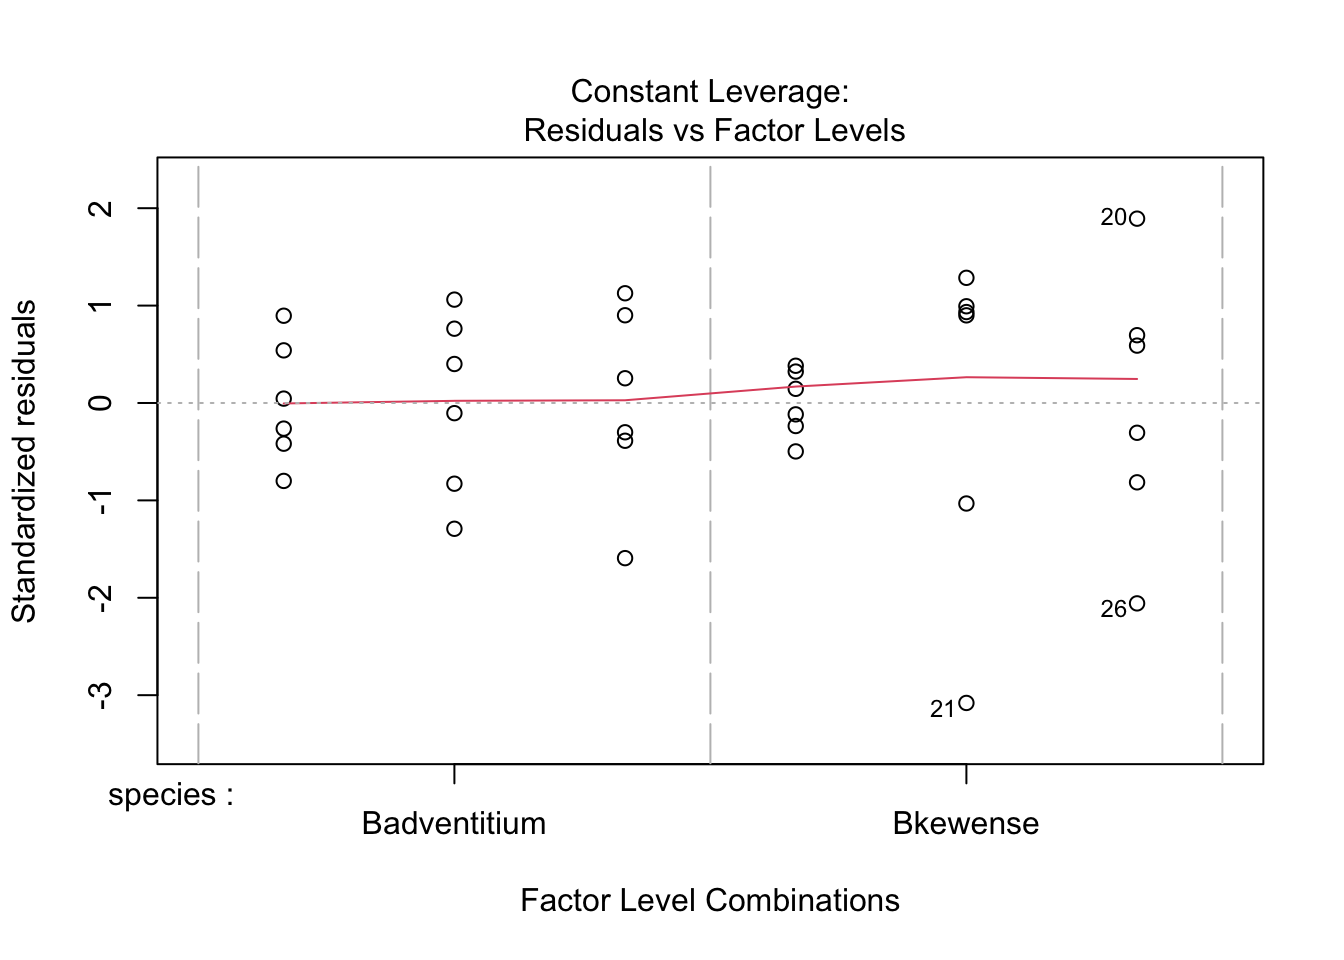 Constant Leverage:
Residuals vs Factor Levels
Standardized residuals
2
1
0
-1
-2
-3
20
26
21
species :
Badventitium
Bkewense
Factor Level Combinations